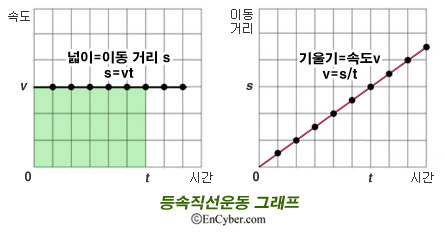 속도
넓이=이동 거리 s
s=vt
v
0
t
시간
이동
거리
기울기=속도v
v=s/t
s
0
t
시간
등속직선운동 그래프
©EnCyber.com